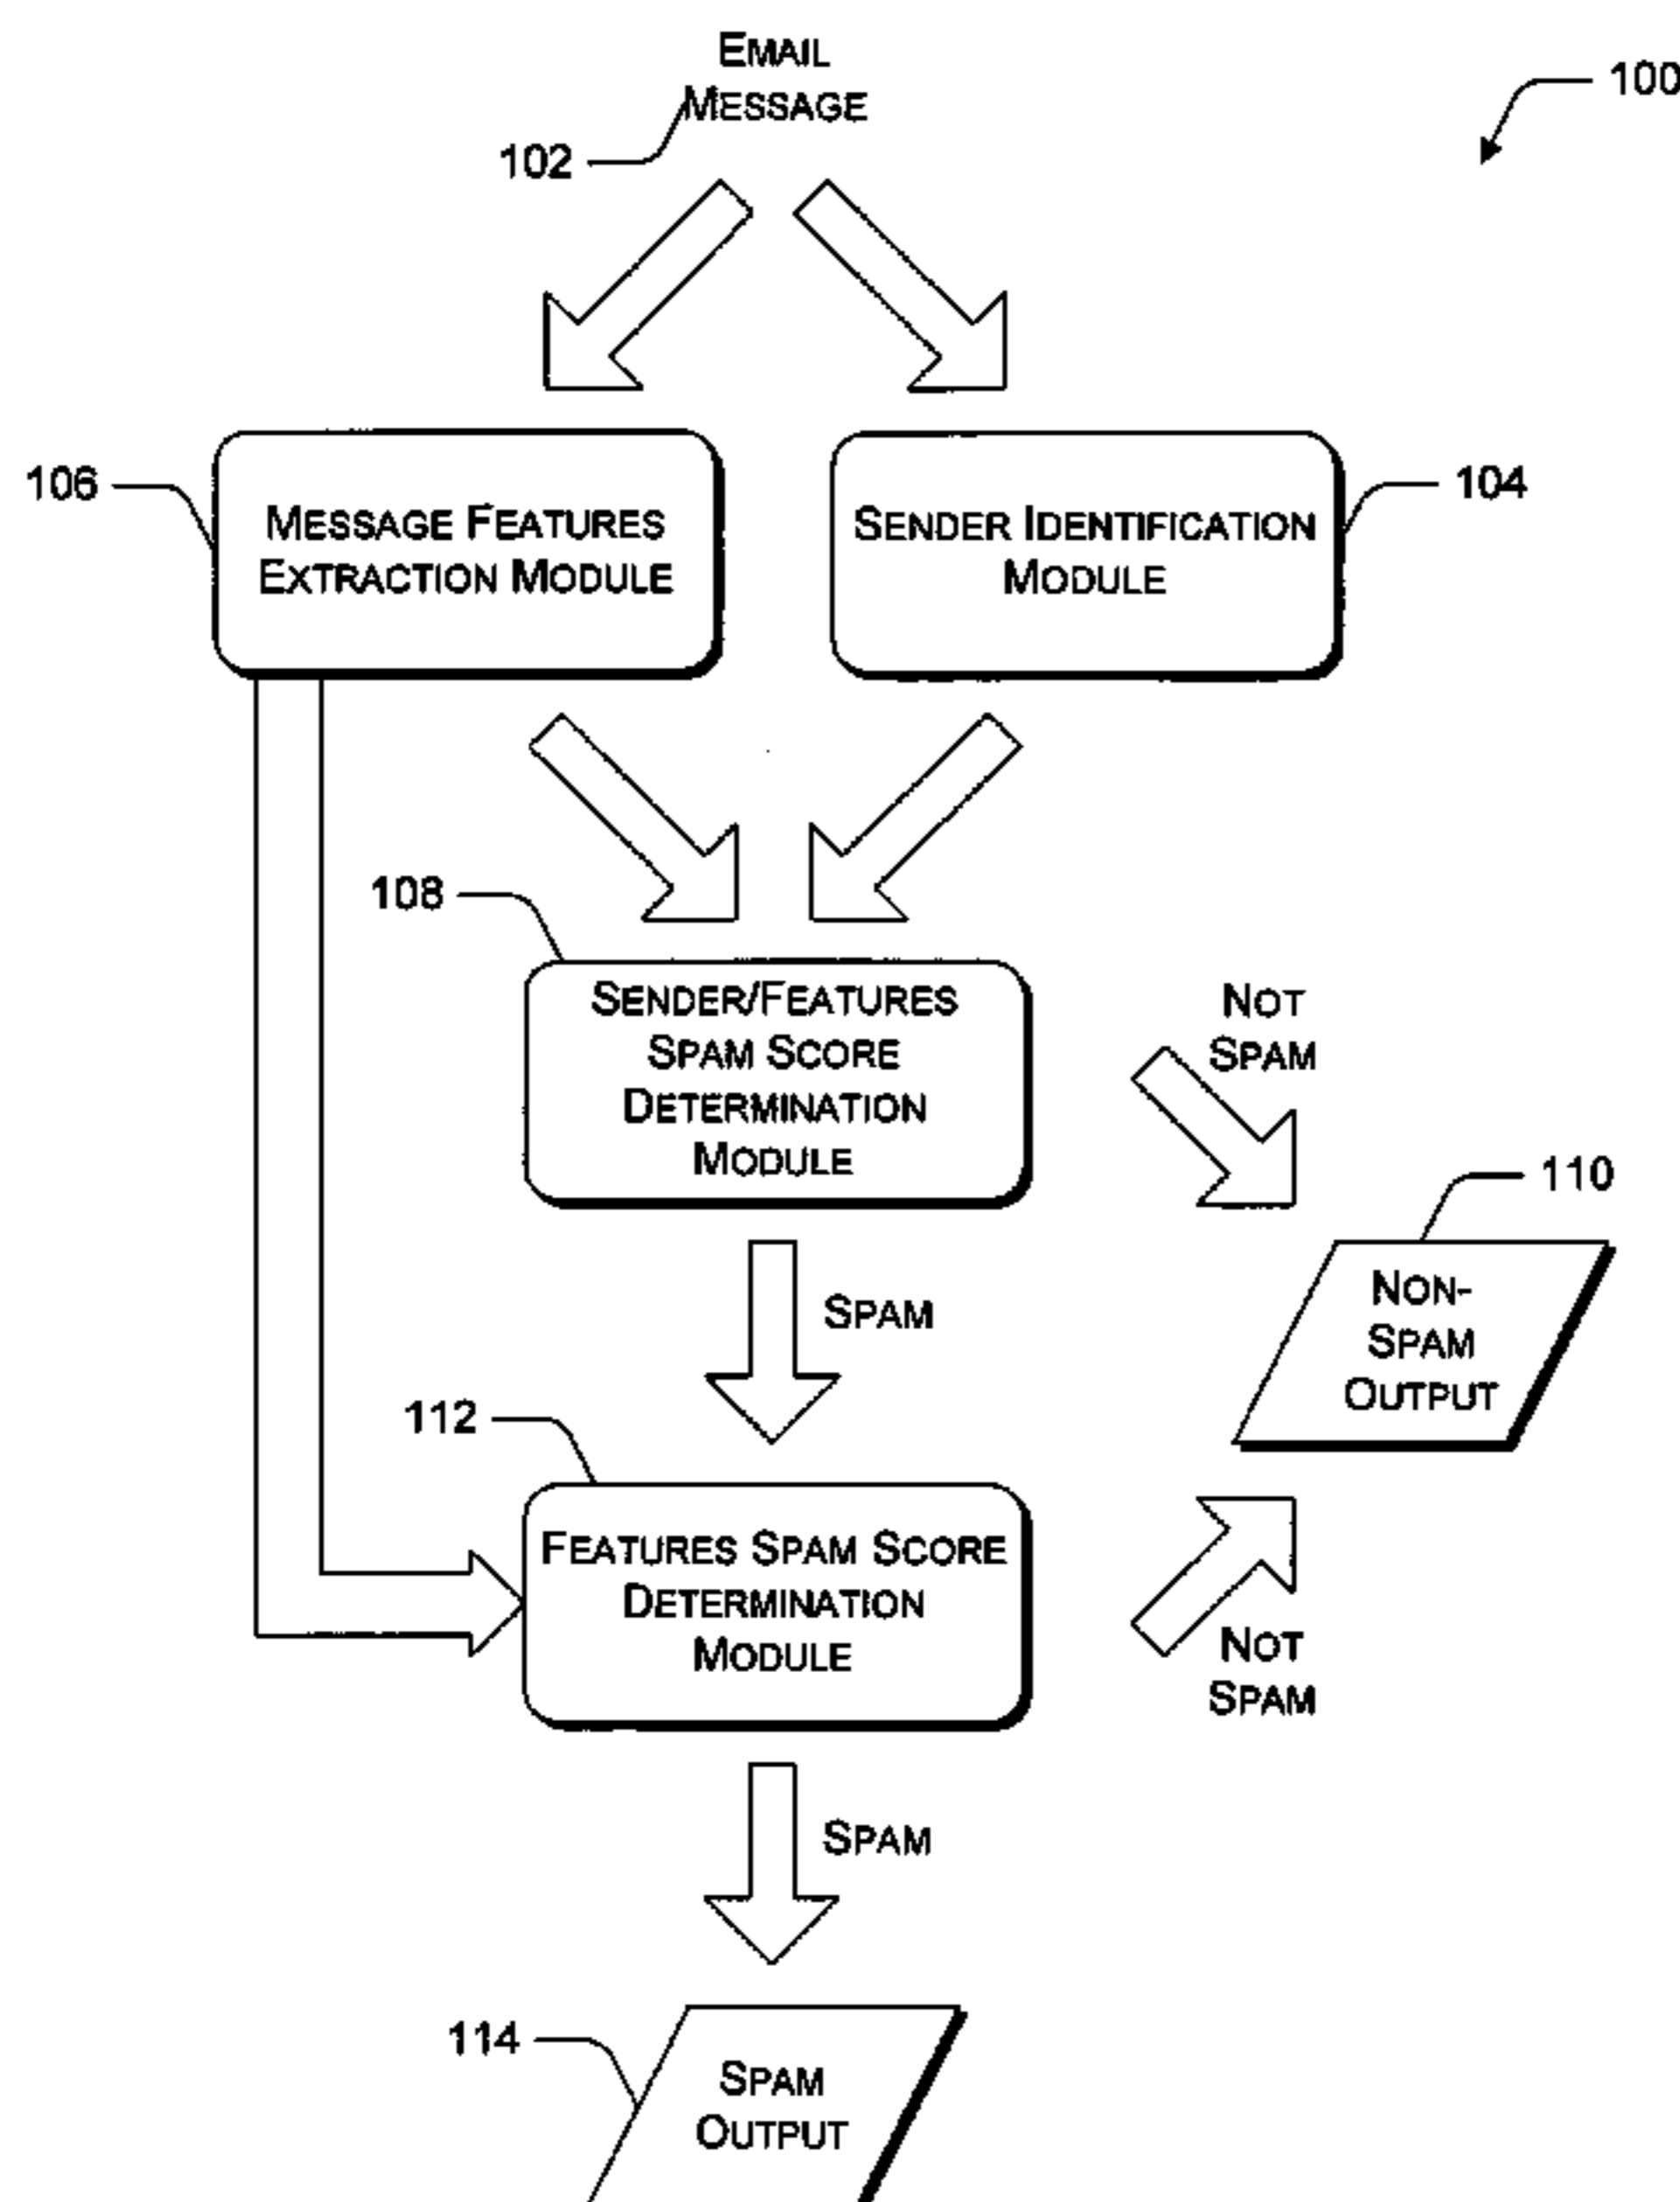 EMAIL
MESSAGE
100
102
106
MESSAGE FEATURES
EXTRACTION MODULE
SENDER IDENTIFICATION
MODULE
104
108
SENDER/FEATURES
SPAM SCORE
DETERMINATION
MODULE
NOT
SPAM
110
NON-
SPAM
OUTPUT
SPAM
112
FEATURES SPAM SCORE
DETERMINATION
MODULE
NOT
SPAM
SPAM
114
SPAM
OUTPUT